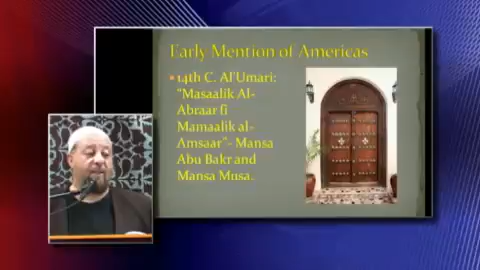 Early Mention of Americas
14th C. Al'Umari:
"Masaalik Al-
Abraar fi
Mamaalik al-
Amsaar"- Mansa
Abu Bakr and
Mansa Musa.